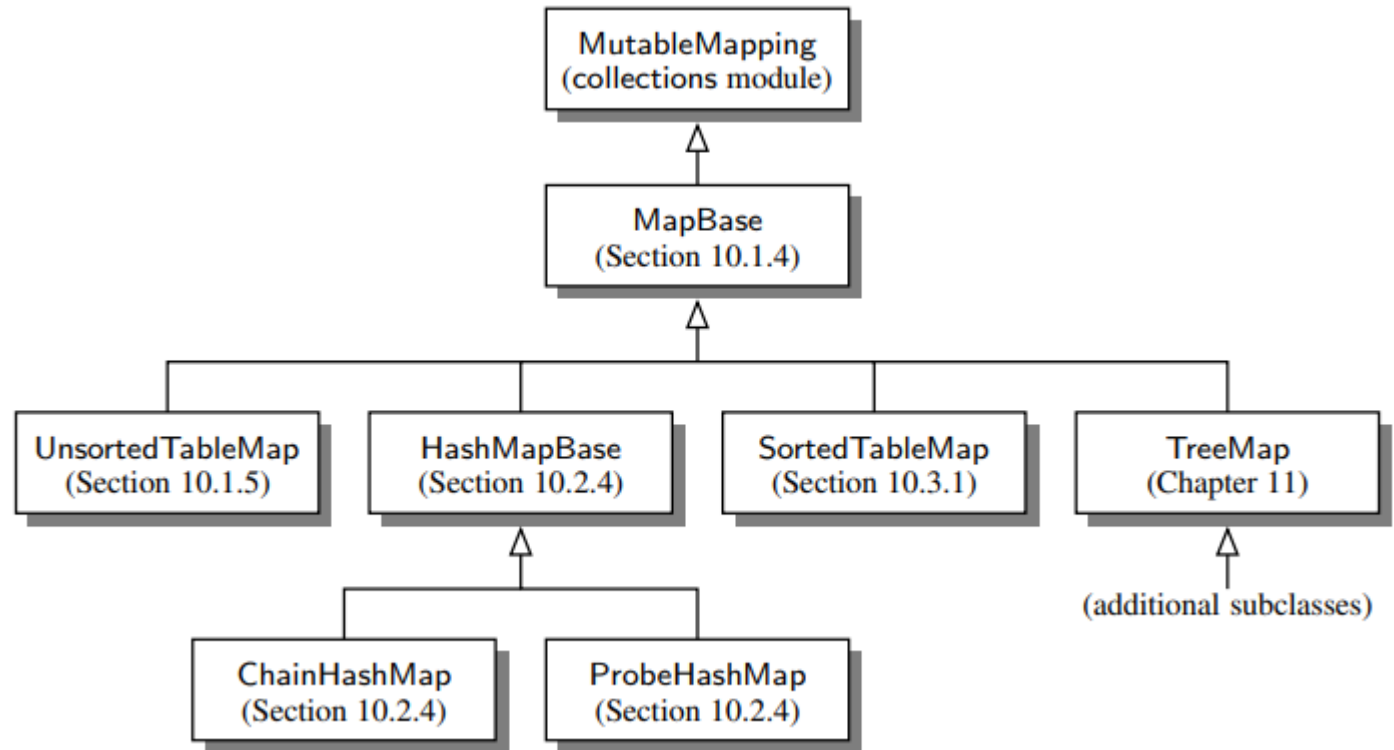 MutableMapping
(collections module)
MapBase
(Section 10.1.4)
UnsortedTableMap
(Section 10.1.5)
HashMapBase
(Section 10.2.4)
SortedTableMap
(Section 10.3.1)
TreeMap
(Chapter 11)
(additional subclasses)
ChainHashMap
(Section 10.2.4)
ProbeHashMap
(Section 10.2.4)